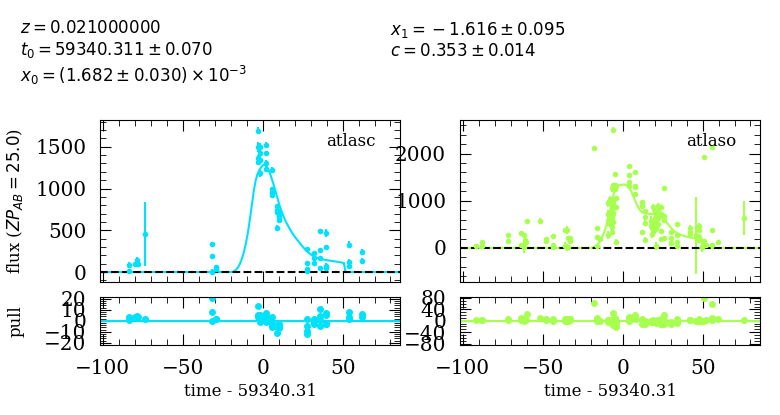 z = 0.021000000
t₀ = 59340.311 ± 0.070
x₀ = (1.682 ± 0.030) × 10⁻³
x₁ = −1.616 ± 0.095
c = 0.353 ± 0.014
atlasc
1500
1000
500
0
flux (ZP_AB = 25.0)
atlaso
2000
1000
0
20
10
0
−10
−20
pull
80
40
0
−40
−80
−100 −50 0 50
time - 59340.31
−100 −50 0 50
time - 59340.31